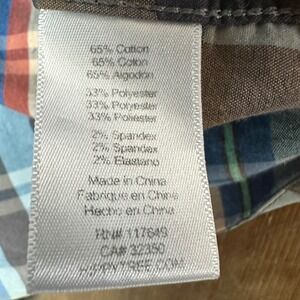 65% Cotton
65% Coton
65% Algodon
33% Polyester
33% Polyester
33% Poliester
2% Spandex
2% Spandex
2% Elastano
Made in China
Fabriqué en Chine
Hecho en China
RN# 117649
CA# 32350